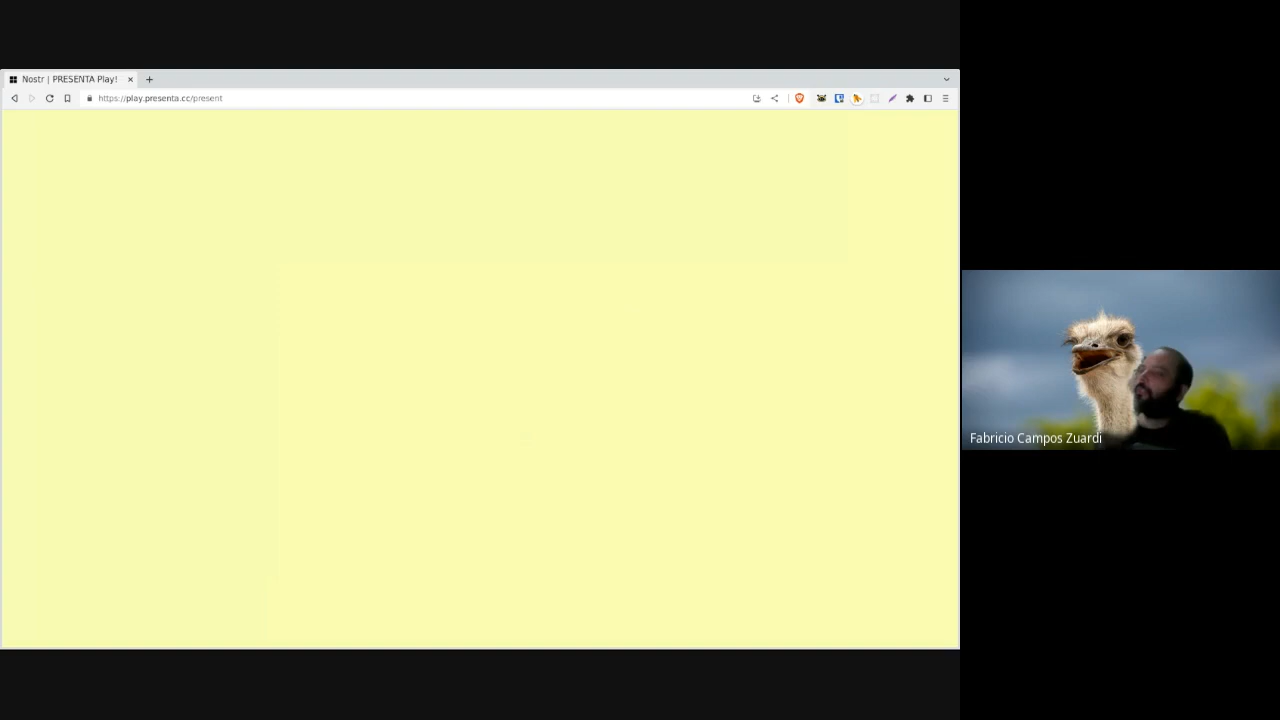 Nostr | PRESENTA Play!
https://play.presenta.cc/present
Fabricio Campos Zuardi